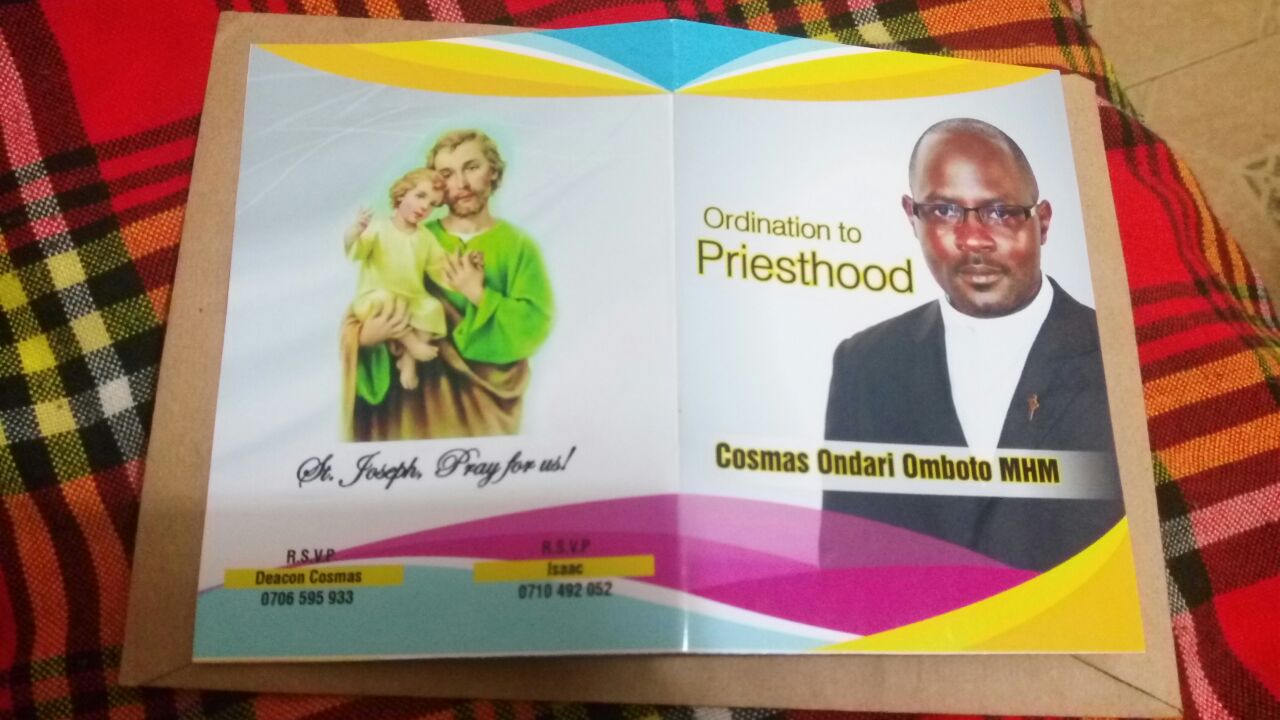 St. Joseph, Pray for us!
R.S.V.P
Deacon Cosmas
0706 595 933
R.S.V.P
Isaac
0710 492 052
Ordination to
Priesthood
Cosmas Ondari Omboto MHM